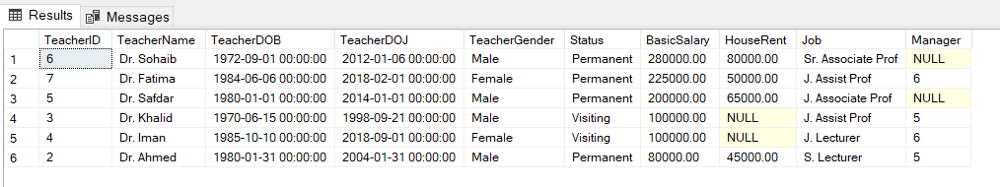 Results Messages
TeacherID TeacherName TeacherDOB TeacherDOJ TeacherGender Status BasicSalary HouseRent Job Manager
1 6 Dr. Sohaib 1972-09-01 00:00:00 2012-01-06 00:00:00 Male Permanent 280000.00 80000.00 Sr. Associate Prof NULL
2 7 Dr. Fatima 1984-06-06 00:00:00 2018-02-01 00:00:00 Female Permanent 225000.00 50000.00 J. Assist Prof 6
3 5 Dr. Safdar 1980-01-01 00:00:00 2014-01-01 00:00:00 Male Permanent 200000.00 65000.00 J. Associate Prof NULL
4 3 Dr. Khalid 1970-06-15 00:00:00 1998-09-21 00:00:00 Male Visiting 100000.00 NULL J. Assist Prof 5
5 4 Dr. Iman 1985-10-10 00:00:00 2018-09-01 00:00:00 Female Visiting 100000.00 NULL J. Lecturer 6
6 2 Dr. Ahmed 1980-01-31 00:00:00 2004-01-31 00:00:00 Male Permanent 80000.00 45000.00 S. Lecturer 5